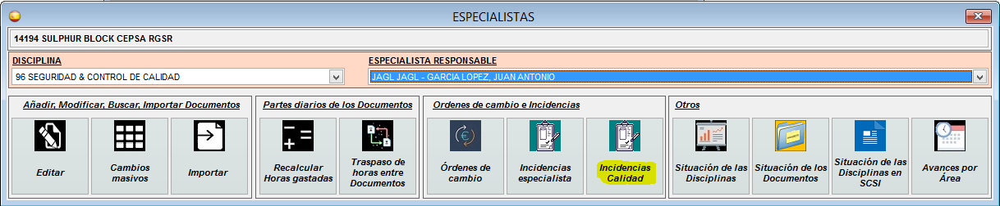 ESPECIALISTAS
14194 SULPHUR BLOCK CEPSA RGSR
DISCIPLINA
ESPECIALISTA RESPONSABLE
96 SEGURIDAD & CONTROL DE CALIDAD
JAGL JAGL - GARCIA LOPEZ, JUAN ANTONIO
Añadir, Modificar, Buscar, Importar Documentos
Editar
Cambios
masivos
Importar
Partes diarios de los Documentos
Recalcular
Horas gastadas
Traspaso de
horas entre
Documentos
Ordenes de cambio e Incidencias
Órdenes de
cambio
Incidencias
especialista
Incidencias
Calidad
Otros
Situación de las
Disciplinas
Situación de los
Documentos
Situación de las
Disciplinas en
SCSI
Avances por
Área